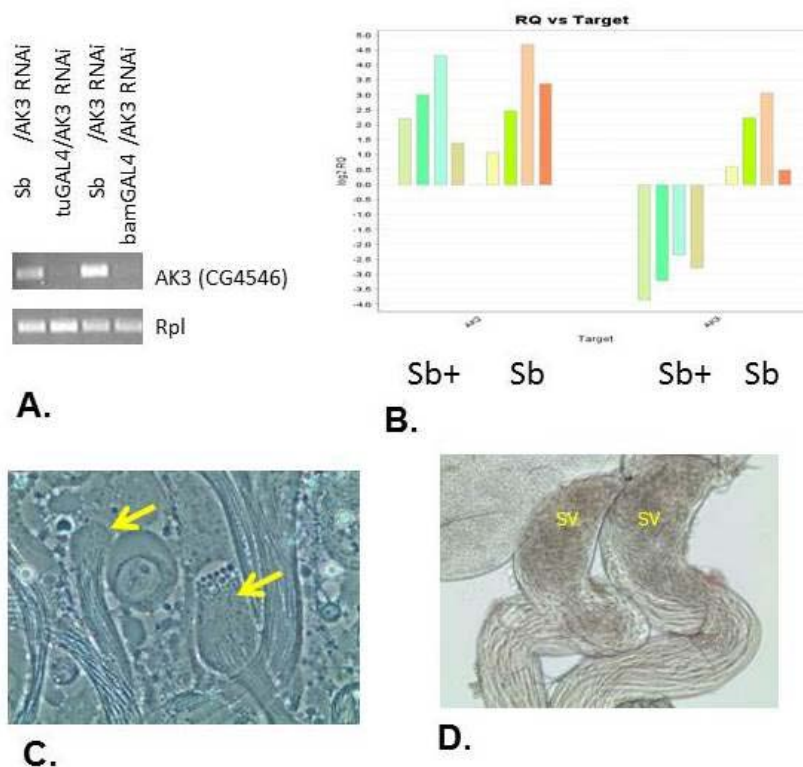 A.
Sb /AK3 RNAi
tuGAL4/AK3 RNAi
Sb /AK3 RNAi
bamGAL4 /AK3 RNAi
AK3 (CG4546)
Rpl
B.
RQ vs Target
log2 RQ
5.0
4.5
4.0
3.5
3.0
2.5
2.0
1.5
1.0
0.5
0.0
-0.5
-1.0
-1.5
-2.0
-2.5
-3.0
-3.5
-4.0
AK3 AK3
Target
Sb+ Sb Sb+ Sb
C.
D.
SV SV